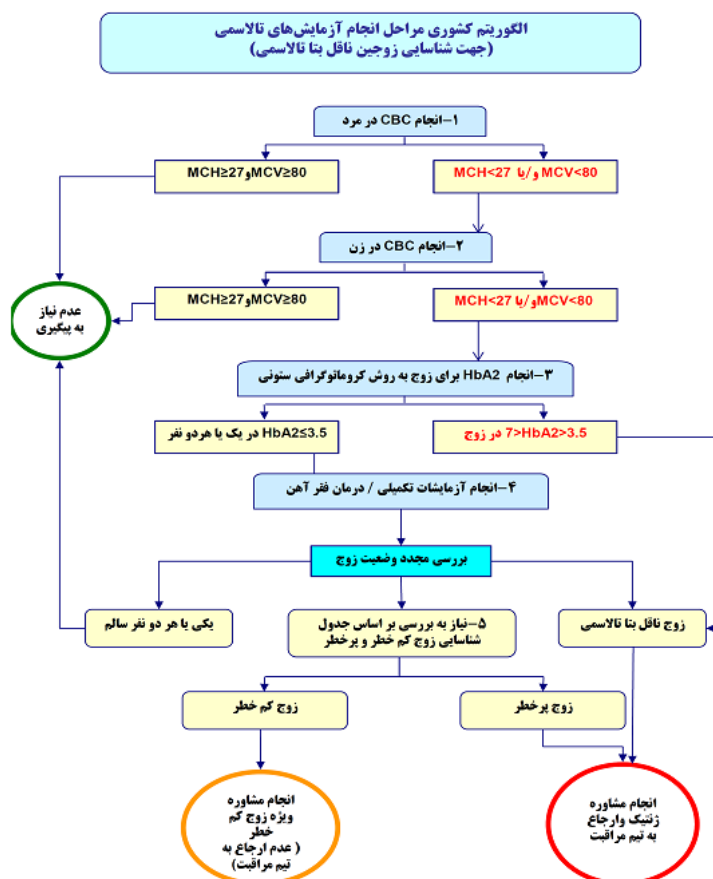 الگوریتم کشوری مراحل انجام آزمایش‌های تالاسمی
(جهت شناسایی زوجین ناقل بتا تالاسمی)
۱–انجام CBC در مرد
MCV<80 و/یا MCH<27
MCV≥80 و MCH≥27
۲–انجام CBC در زن
MCV<80 و/یا MCH<27
MCV≥80 و MCH≥27
عدم نیاز
به پیگیری
۳–انجام HbA2 برای زوج به روش کروماتوگرافی ستونی
7>HbA2>3.5 در زوج
HbA2≤3.5 در یک یا هردو نفر
۴–انجام آزمایشات تکمیلی / درمان فقر آهن
بررسی مجدد وضعیت زوج
زوج ناقل بتا تالاسمی
۵–نیاز به بررسی بر اساس جدول
شناسایی زوج کم خطر و پرخطر
یکی یا هر دو نفر سالم
زوج پرخطر
زوج کم خطر
انجام مشاوره
ژنتیک وارجاع
به تیم مراقبت
انجام مشاوره
ویژه زوج کم
خطر
( عدم ارجاع به
تیم مراقبت)